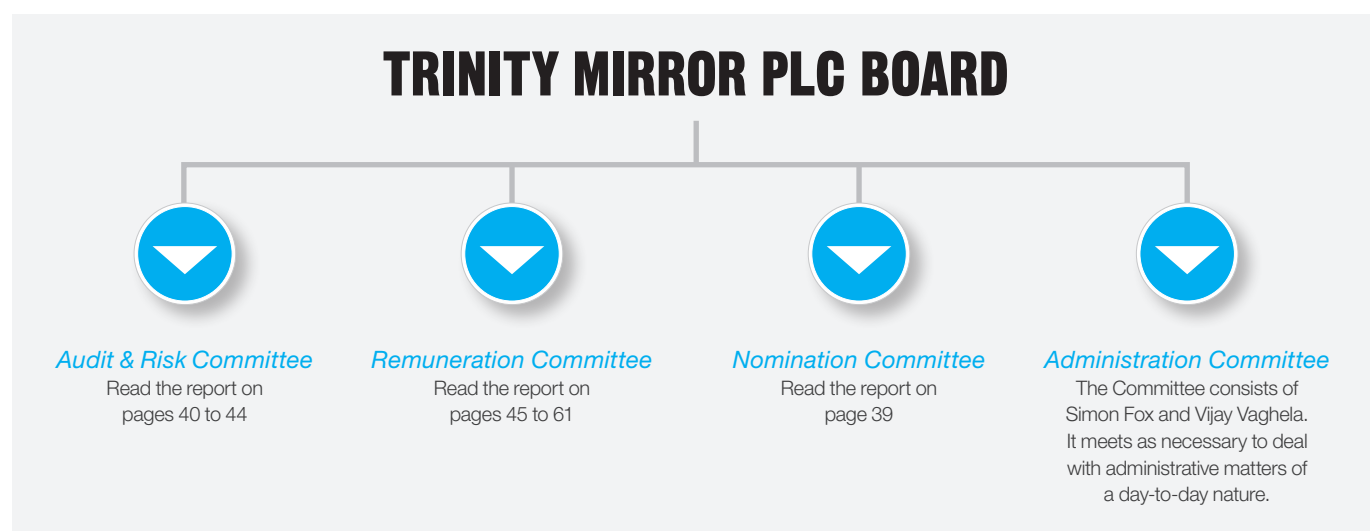 TRINITY MIRROR PLC BOARD
Audit & Risk Committee
Read the report on
pages 40 to 44
Remuneration Committee
Read the report on
pages 45 to 61
Nomination Committee
Read the report on
page 39
Administration Committee
The Committee consists of
Simon Fox and Vijay Vaghela.
It meets as necessary to deal
with administrative matters of
a day-to-day nature.